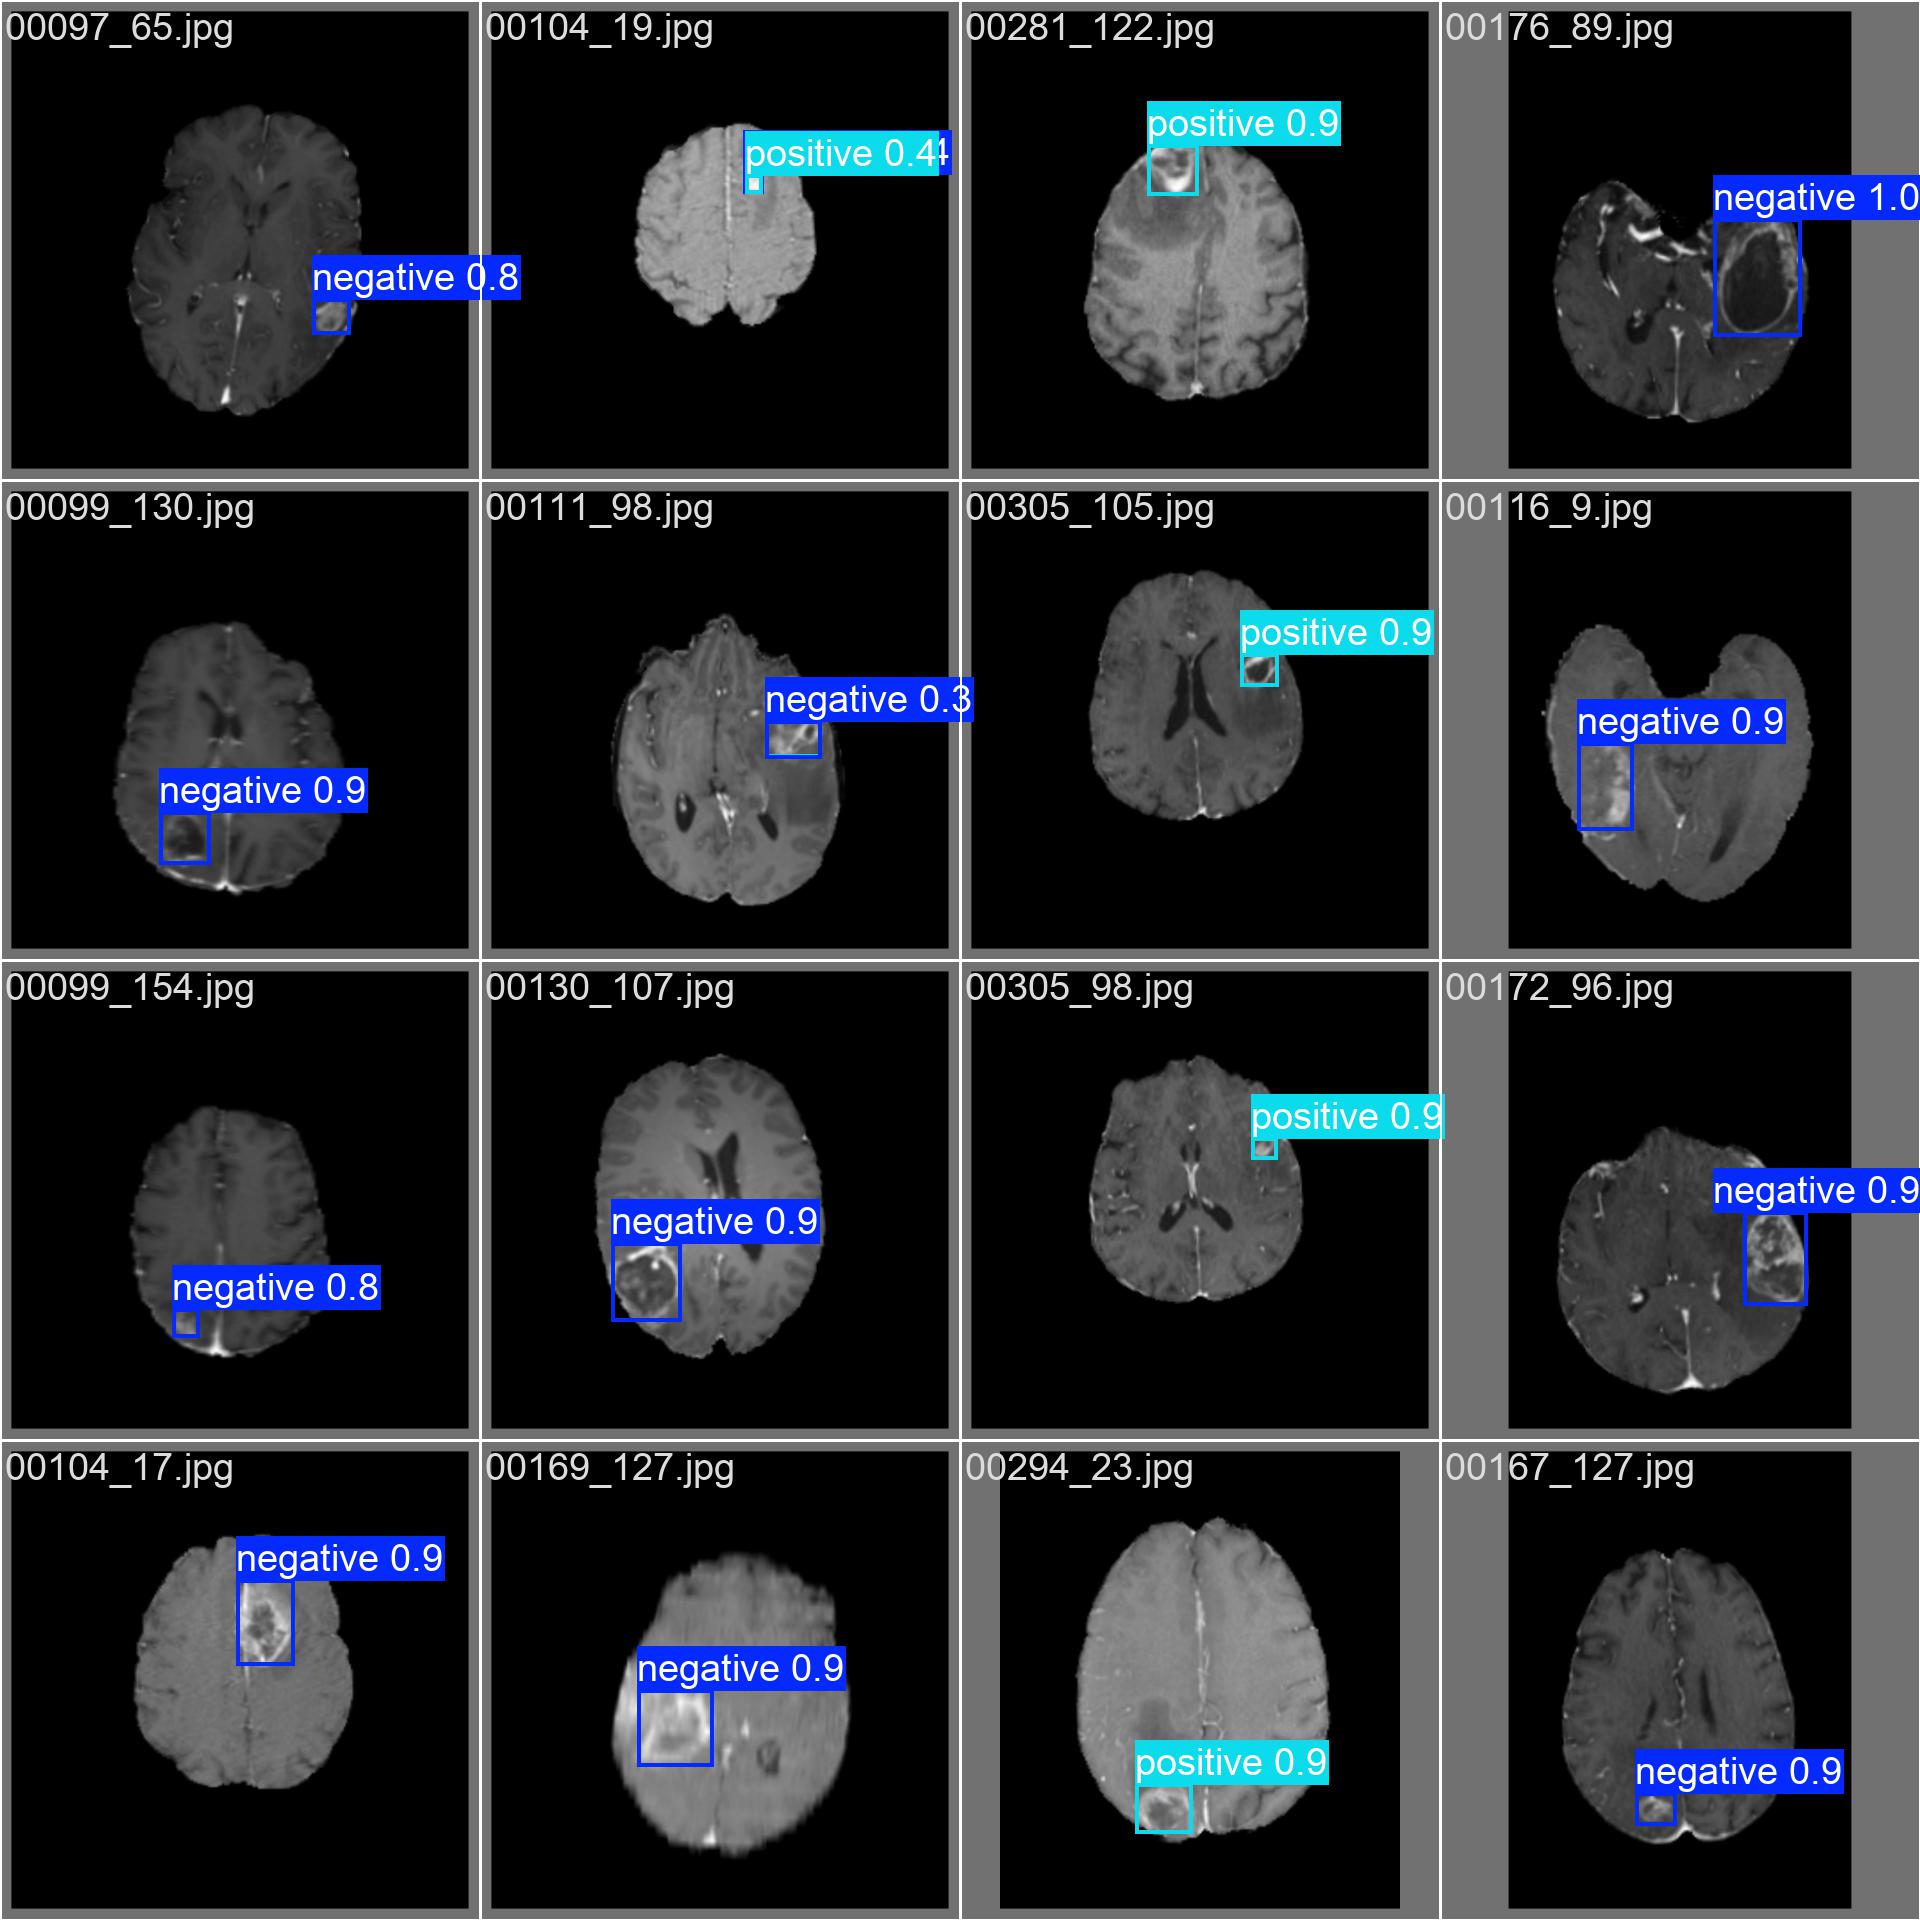 00097_65.jpg
negative 0.8
00104_19.jpg
positive 0.4
4
00281_122.jpg
positive 0.9
00176_89.jpg
negative 1.0
00099_130.jpg
negative 0.9
00111_98.jpg
negative 0.3
00305_105.jpg
positive 0.9
00116_9.jpg
negative 0.9
00099_154.jpg
negative 0.8
00130_107.jpg
negative 0.9
00305_98.jpg
positive 0.9
00172_96.jpg
negative 0.9
00104_17.jpg
negative 0.9
00169_127.jpg
negative 0.9
00294_23.jpg
positive 0.9
00167_127.jpg
negative 0.9